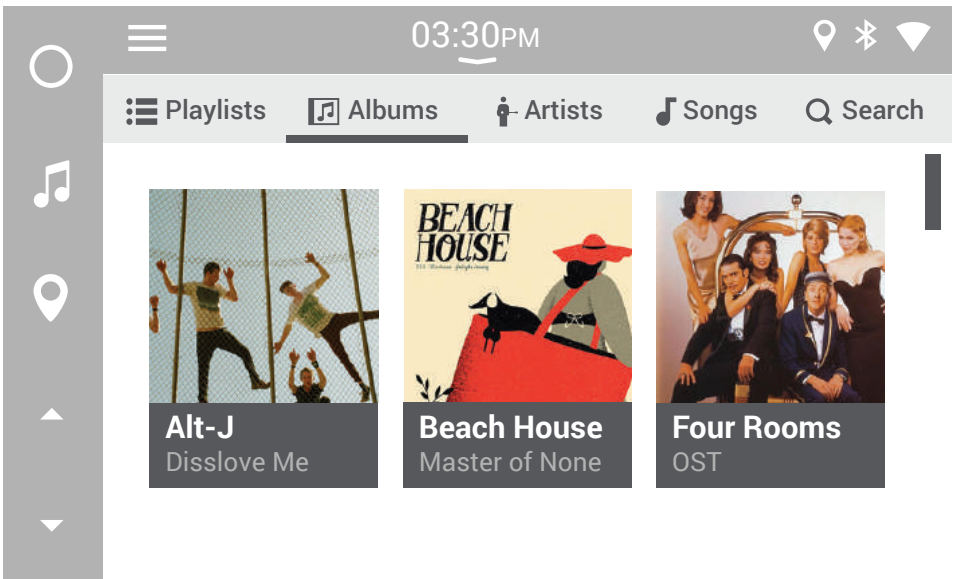 03:30PM
Playlists Albums Artists Songs Search
BEACH
HOUSE
Alt-J Beach House Four Rooms
Disslove Me Master of None OST